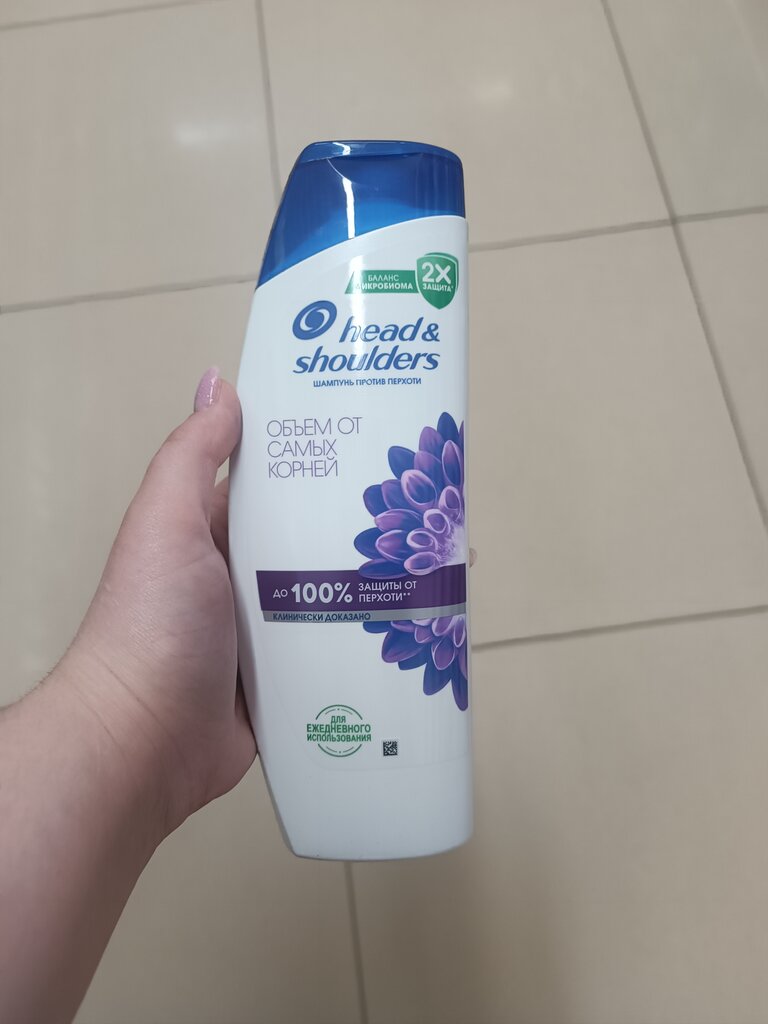 БАЛАНС
МИКРОБИОМА
2X
ЗАЩИТА*
head&
shoulders
ШАМПУНЬ ПРОТИВ ПЕРХОТИ
ОБЪЕМ ОТ
САМЫХ
КОРНЕЙ
ДО 100% ЗАЩИТЫ ОТ
ПЕРХОТИ**
КЛИНИЧЕСКИ ДОКАЗАНО
ДЛЯ
ЕЖЕДНЕВНОГО
ИСПОЛЬЗОВАНИЯ